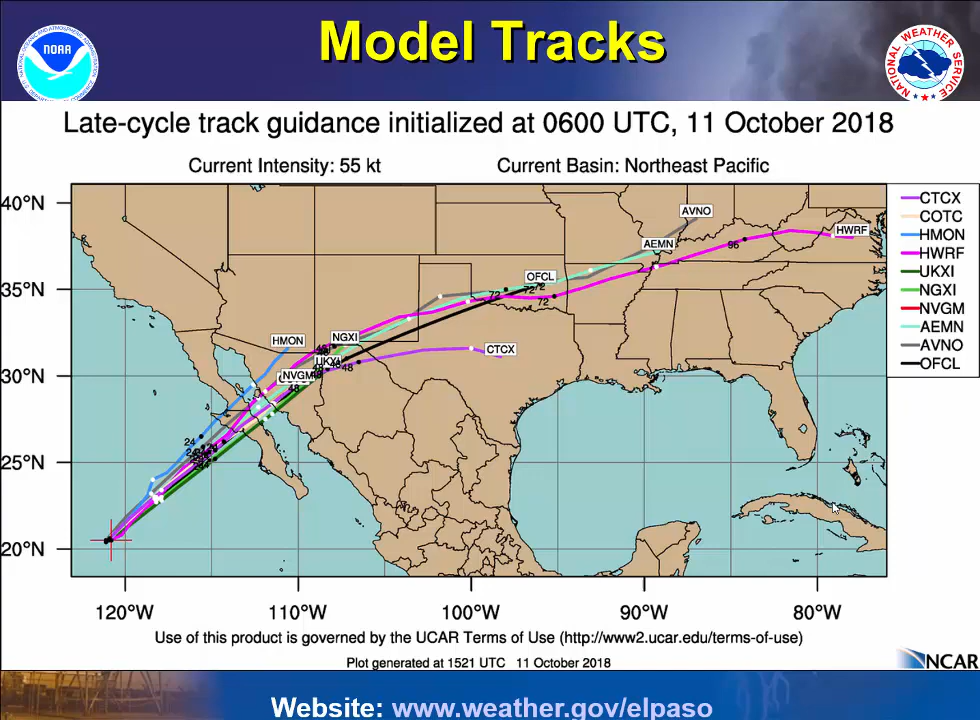 Model Tracks
NOAA
NATIONAL WEATHER SERVICE
Late-cycle track guidance initialized at 0600 UTC, 11 October 2018
Current Intensity: 55 kt
Current Basin: Northeast Pacific
40°N
35°N
30°N
25°N
20°N
120°W
110°W
100°W
90°W
80°W
AVNO
HWRF
AEMN
96
OFCL
72
72
72
HMON
NGXI
CTCX
NVGM
48
48
24
CTCX
COTC
HMON
HWRF
UKXI
NGXI
NVGM
AEMN
AVNO
OFCL
Use of this product is governed by the UCAR Terms of Use (http://www2.ucar.edu/terms-of-use)
Plot generated at 1521 UTC 11 October 2018
NCAR
Website: www.weather.gov/elpaso